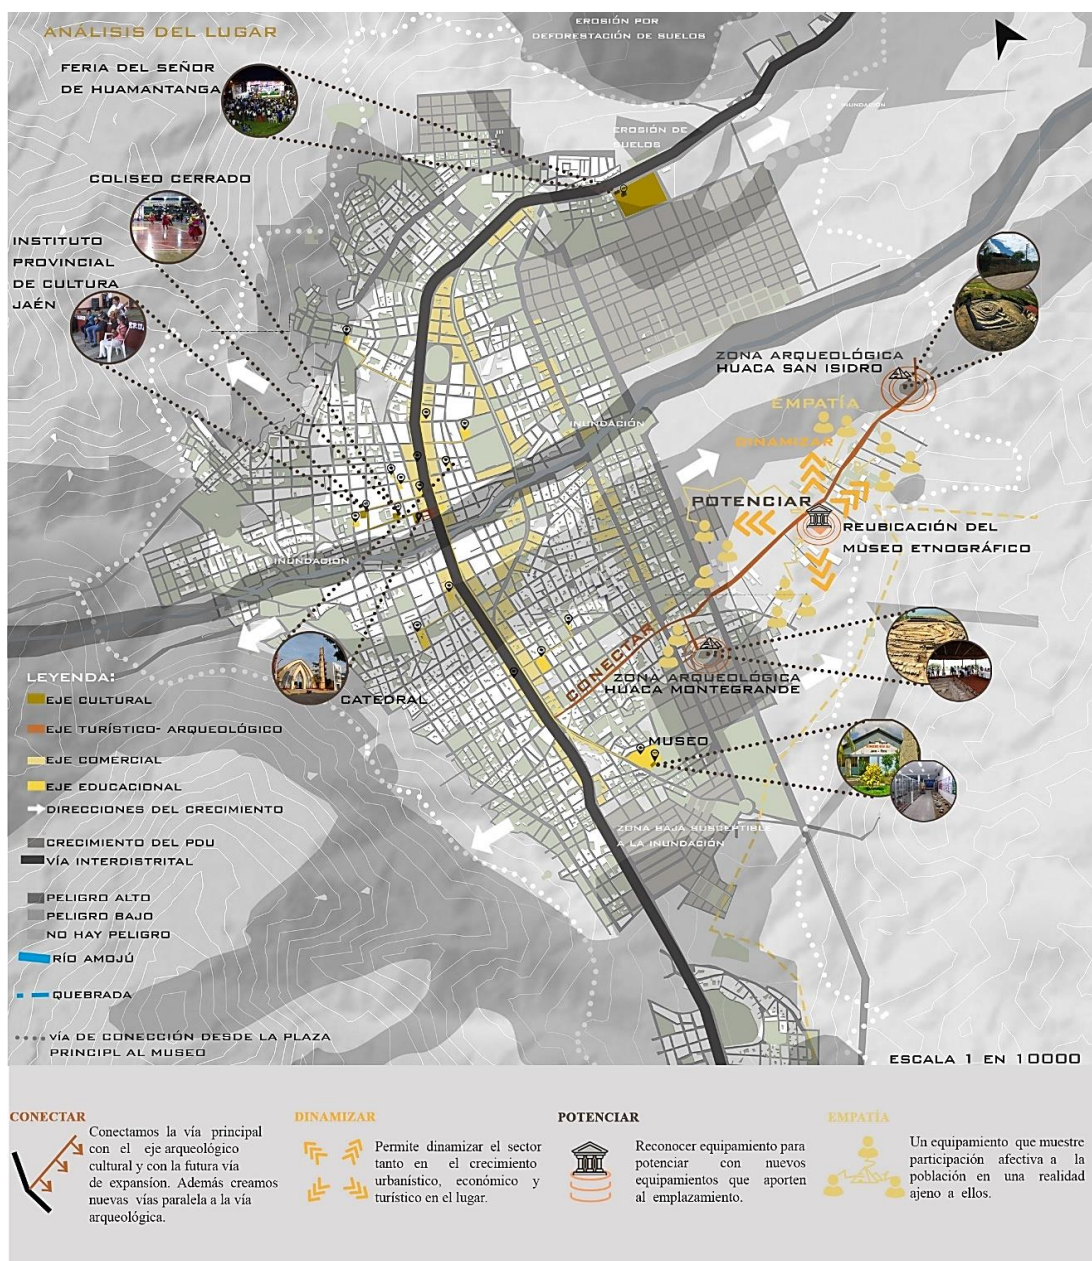 ANÁLISIS DEL LUGAR
EROSIÓN POR
DEFORESTACIÓN DE SUELOS
FERIA DEL SEÑOR
DE HUAMANTANGA
INUNDACIÓN
EROSIÓN DE
SUELOS
COLISEO CERRADO
INSTITUTO
PROVINCIAL
DE CULTURA
JAÉN
ZONA ARQUEOLÓGICA
HUACA SAN ISIDRO
EMPATÍA
INUNDACIÓN
DINAMIZAR
POTENCIAR
REUBICACIÓN DEL
MUSEO ETNOGRÁFICO
INUNDACIÓN
CONECTAR
ZONA ARQUEOLÓGICA
HUACA MONTEGRANDE
CATEDRAL
MUSEO
ZONA BAJA SUSCEPTIBLE
A LA INUNDACIÓN
LEYENDA:
EJE CULTURAL
EJE TURÍSTICO- ARQUEOLÓGICO
EJE COMERCIAL
EJE EDUCACIONAL
DIRECCIONES DEL CRECIMIENTO
CRECIMIENTO DEL PDU
VÍA INTERDISTRITAL
PELIGRO ALTO
PELIGRO BAJO
NO HAY PELIGRO
RÍO AMOJÚ
QUEBRADA
VÍA DE CONECCIÓN DESDE LA PLAZA
PRINCIPL AL MUSEO
ESCALA 1 EN 10000
CONECTAR
Conectamos la vía principal
con el eje arqueológico
cultural y con la futura vía
de expansión. Además creamos
nuevas vías paralela a la vía
arqueológica.
DINAMIZAR
Permite dinamizar el sector
tanto en el crecimiento
urbanístico, económico y
turístico en el lugar.
POTENCIAR
Reconocer equipamiento para
potenciar con nuevos
equipamientos que aporten
al emplazamiento.
EMPATÍA
Un equipamiento que muestre
participación afectiva a la
población en una realidad
ajeno a ellos.